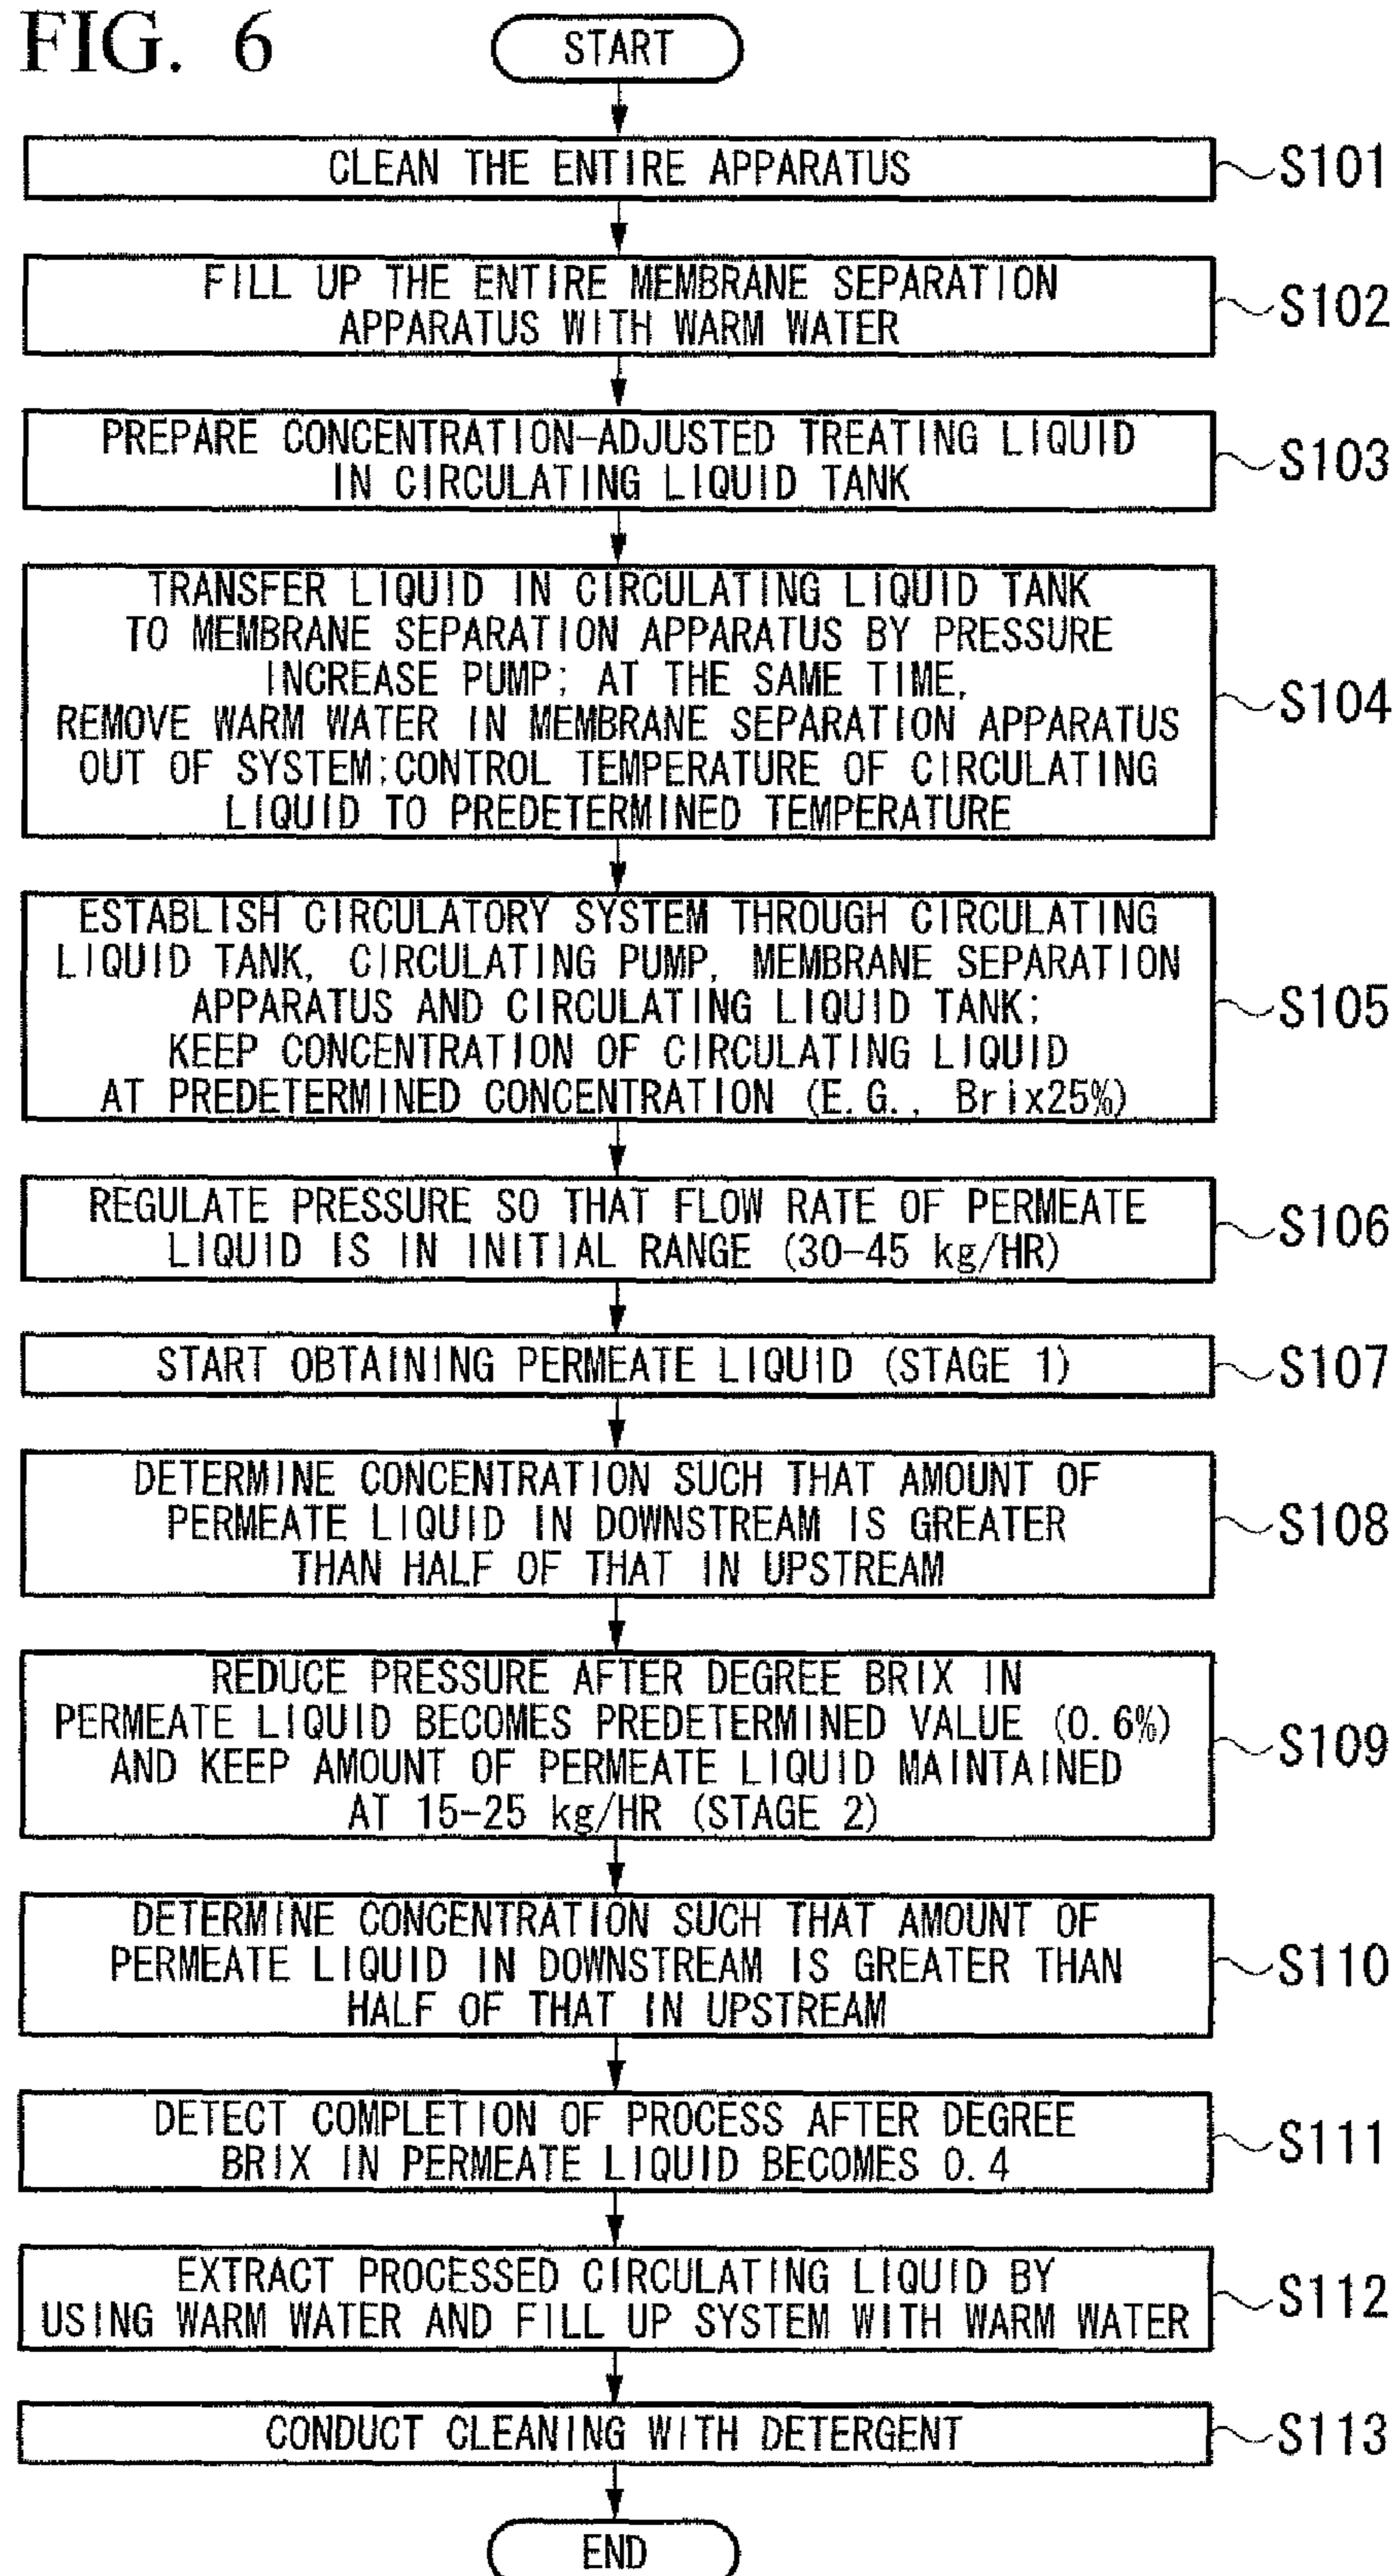 FIG. 6
START
CLEAN THE ENTIRE APPARATUS
S101
FILL UP THE ENTIRE MEMBRANE SEPARATION
APPARATUS WITH WARM WATER
S102
PREPARE CONCENTRATION-ADJUSTED TREATING LIQUID
IN CIRCULATING LIQUID TANK
S103
TRANSFER LIQUID IN CIRCULATING LIQUID TANK
TO MEMBRANE SEPARATION APPARATUS BY PRESSURE
INCREASE PUMP; AT THE SAME TIME,
REMOVE WARM WATER IN MEMBRANE SEPARATION APPARATUS
OUT OF SYSTEM;CONTROL TEMPERATURE OF CIRCULATING
LIQUID TO PREDETERMINED TEMPERATURE
S104
ESTABLISH CIRCULATORY SYSTEM THROUGH CIRCULATING
LIQUID TANK, CIRCULATING PUMP, MEMBRANE SEPARATION
APPARATUS AND CIRCULATING LIQUID TANK;
KEEP CONCENTRATION OF CIRCULATING LIQUID
AT PREDETERMINED CONCENTRATION (E.G., Brix25%)
S105
REGULATE PRESSURE SO THAT FLOW RATE OF PERMEATE
LIQUID IS IN INITIAL RANGE (30-45 kg/HR)
S106
START OBTAINING PERMEATE LIQUID (STAGE 1)
S107
DETERMINE CONCENTRATION SUCH THAT AMOUNT OF
PERMEATE LIQUID IN DOWNSTREAM IS GREATER
THAN HALF OF THAT IN UPSTREAM
S108
REDUCE PRESSURE AFTER DEGREE BRIX IN
PERMEATE LIQUID BECOMES PREDETERMINED VALUE (0.6%)
AND KEEP AMOUNT OF PERMEATE LIQUID MAINTAINED
AT 15-25 kg/HR (STAGE 2)
S109
DETERMINE CONCENTRATION SUCH THAT AMOUNT OF
PERMEATE LIQUID IN DOWNSTREAM IS GREATER THAN
HALF OF THAT IN UPSTREAM
S110
DETECT COMPLETION OF PROCESS AFTER DEGREE
BRIX IN PERMEATE LIQUID BECOMES 0.4
S111
EXTRACT PROCESSED CIRCULATING LIQUID BY
USING WARM WATER AND FILL UP SYSTEM WITH WARM WATER
S112
CONDUCT CLEANING WITH DETERGENT
S113
END